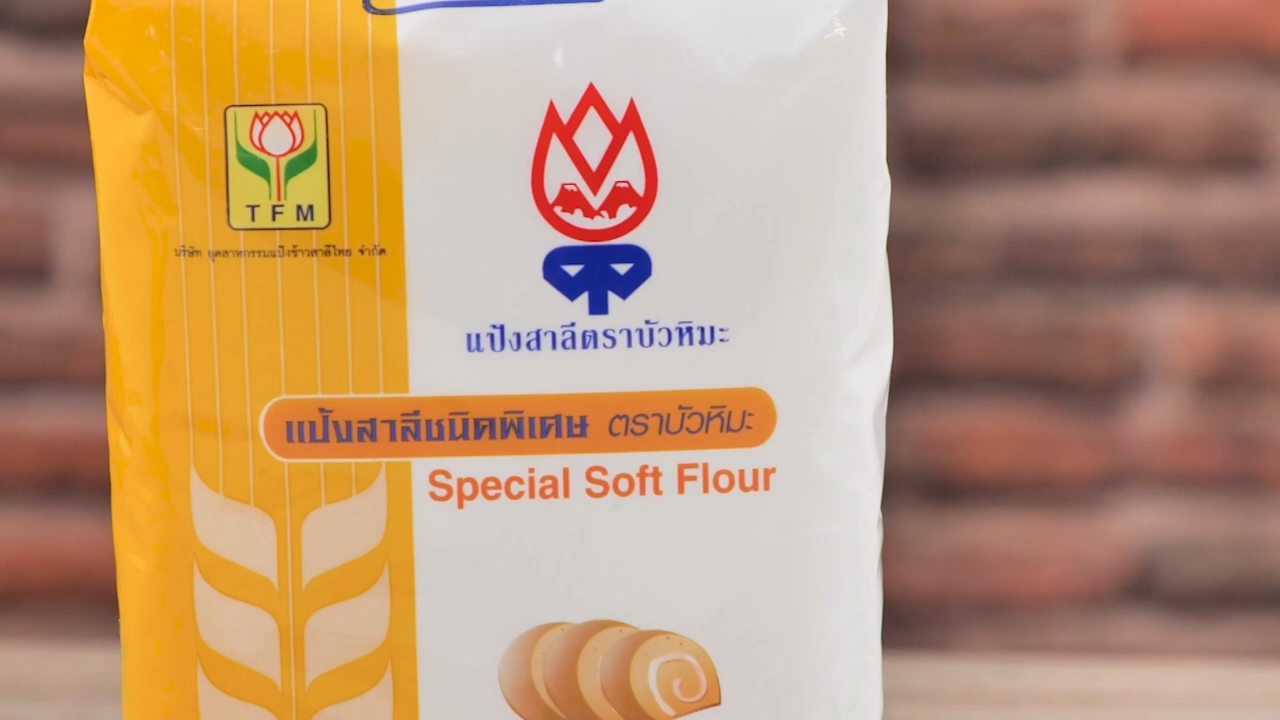 TFM
บริษัท อุตสาหกรรมแป้งข้าวสาลีไทย จำกัด
แป้งสาลีตราบัวหิมะ
แป้งสาลีชนิดพิเศษ ตราบัวหิมะ
Special Soft Flour